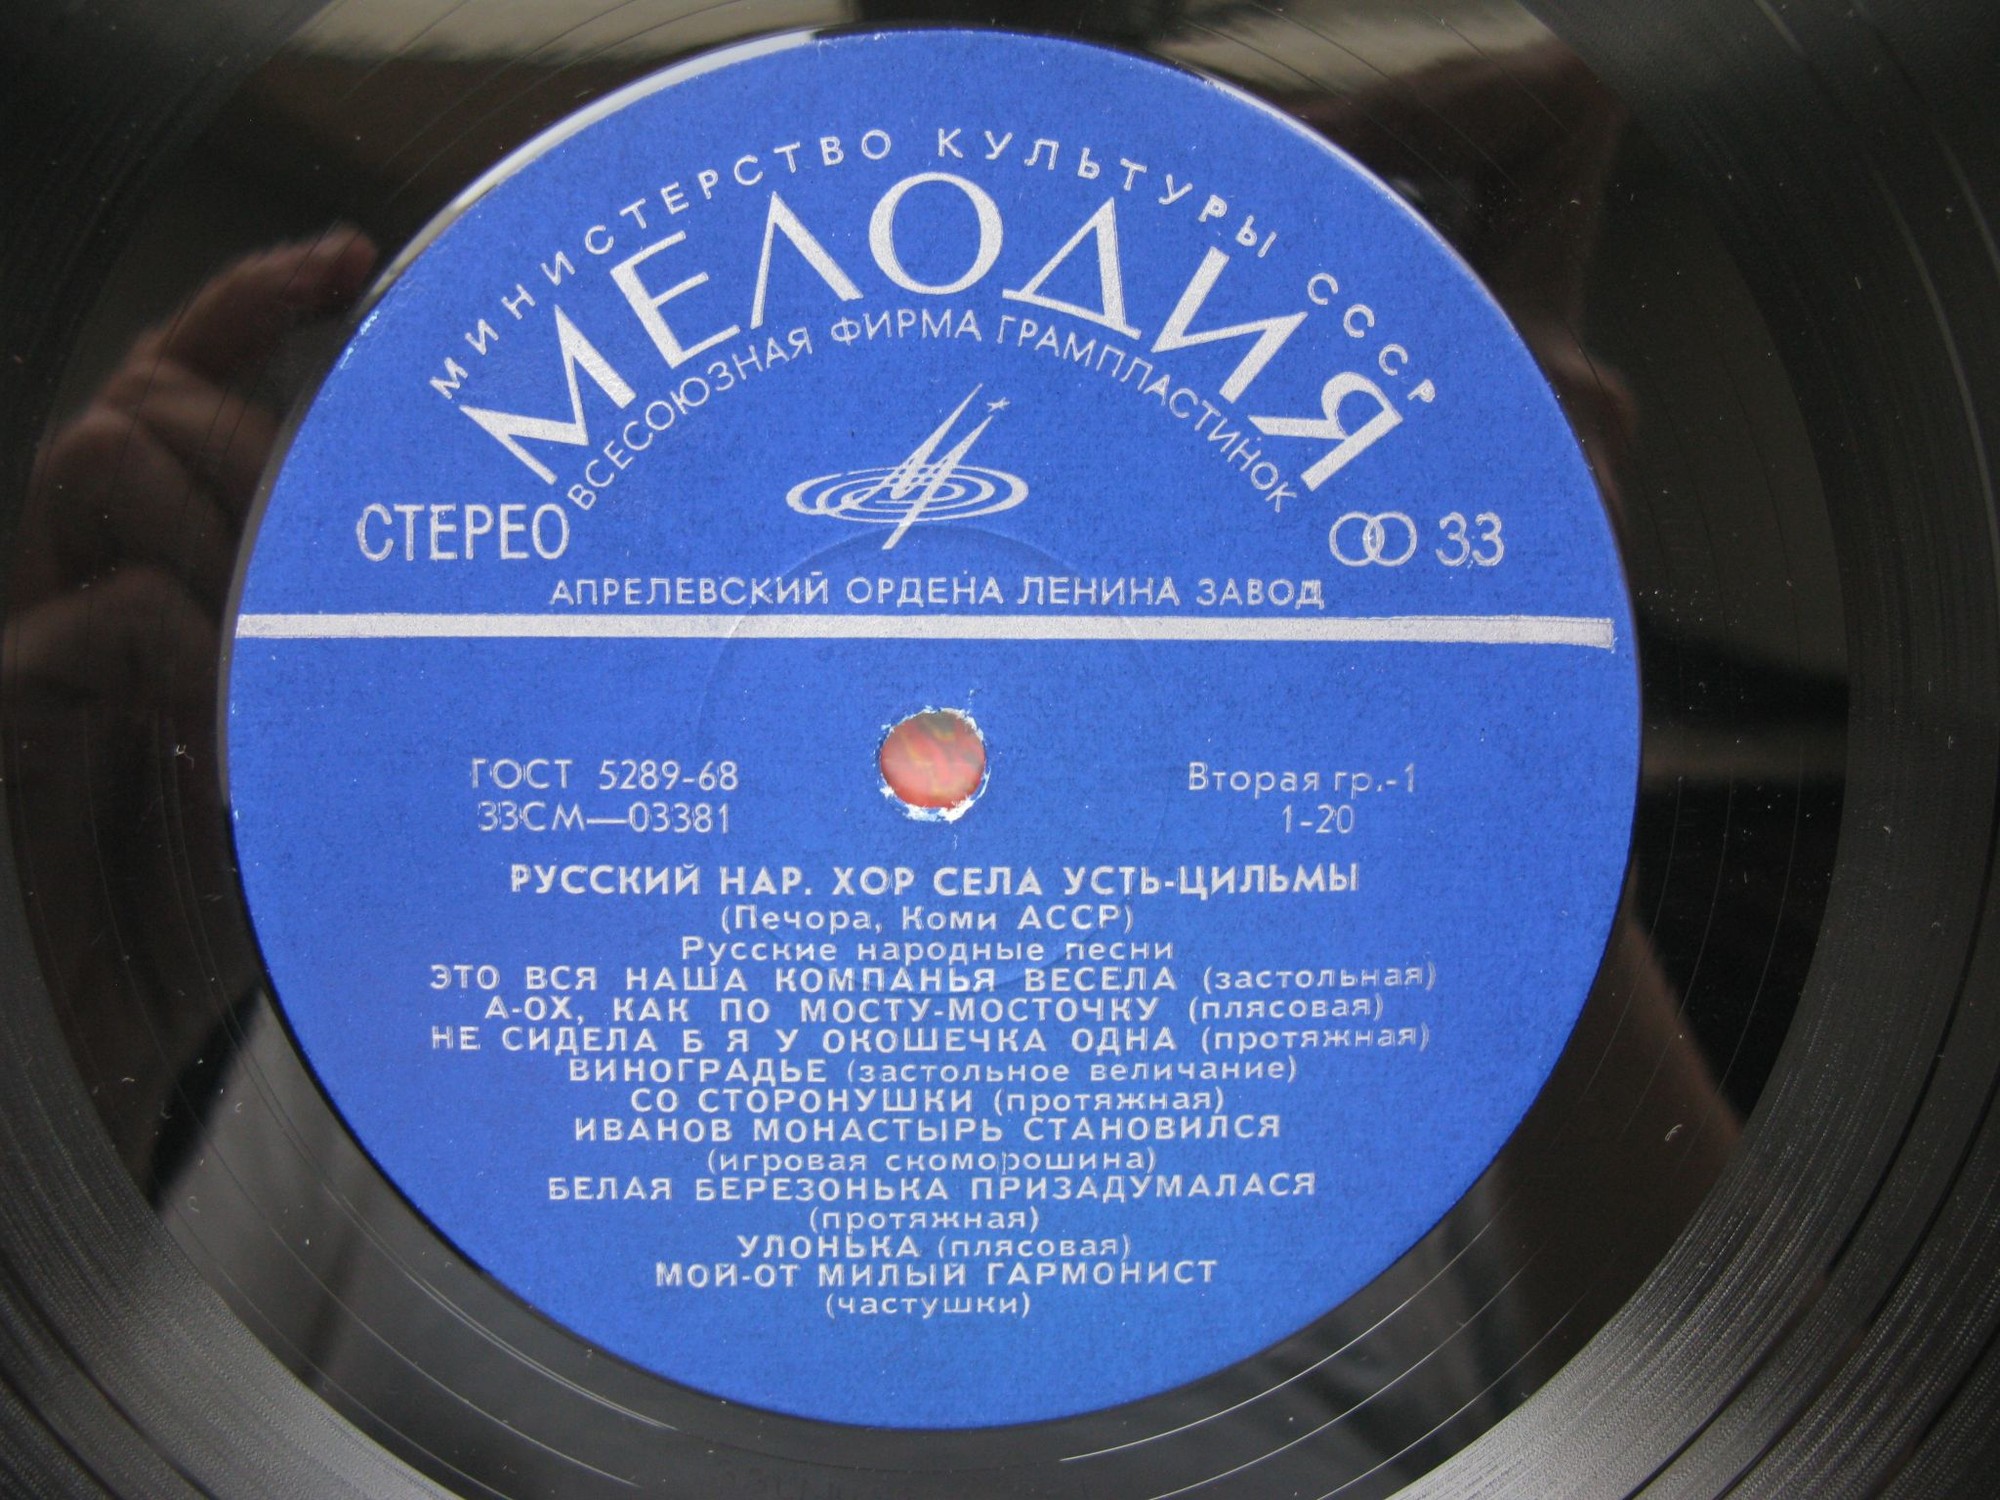 МИНИСТЕРСТВО КУЛЬТУРЫ СССР
МЕЛОДИЯ
ВСЕСОЮЗНАЯ ФИРМА ГРАМПЛАСТИНОК
СТЕРЕО
33
АПРЕЛЕВСКИЙ ОРДЕНА ЛЕНИНА ЗАВОД
ГОСТ 5289-68
33СМ—03381
Вторая гр.-1
1-20
РУССКИЙ НАР. ХОР СЕЛА УСТЬ-ЦИЛЬМЫ
(Печора, Коми АССР)
Русские народные песни
ЭТО ВСЯ НАША КОМПАНЬЯ ВЕСЕЛА (застольная)
А-ОХ, КАК ПО МОСТУ-МОСТОЧКУ (плясовая)
НЕ СИДЕЛА Б Я У ОКОШЕЧКА ОДНА (протяжная)
ВИНОГРАДЬЕ (застольное величание)
СО СТОРОНУШКИ (протяжная)
ИВАНОВ МОНАСТЫРЬ СТАНОВИЛСЯ
(игровая скоморошина)
БЕЛАЯ БЕРЕЗОНЬКА ПРИЗАДУМАЛАСЯ
(протяжная)
УЛОНЬКА (плясовая)
МОЙ-ОТ МИЛЫЙ ГАРМОНИСТ
(частушки)